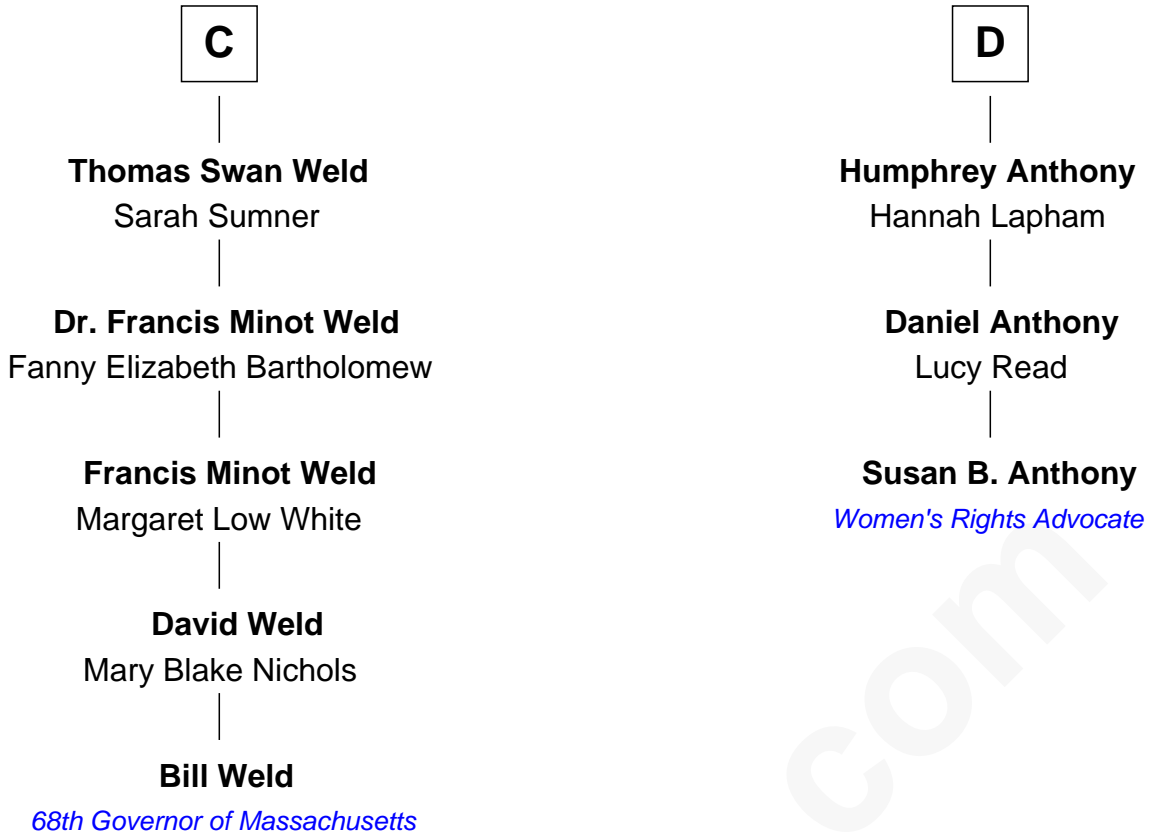 C
Thomas Swan Weld
Sarah Sumner
Dr. Francis Minot Weld
Fanny Elizabeth Bartholomew
Francis Minot Weld
Margaret Low White
David Weld
Mary Blake Nichols
Bill Weld
68th Governor of Massachusetts
D
Humphrey Anthony
Hannah Lapham
Daniel Anthony
Lucy Read
Susan B. Anthony
Women's Rights Advocate
com